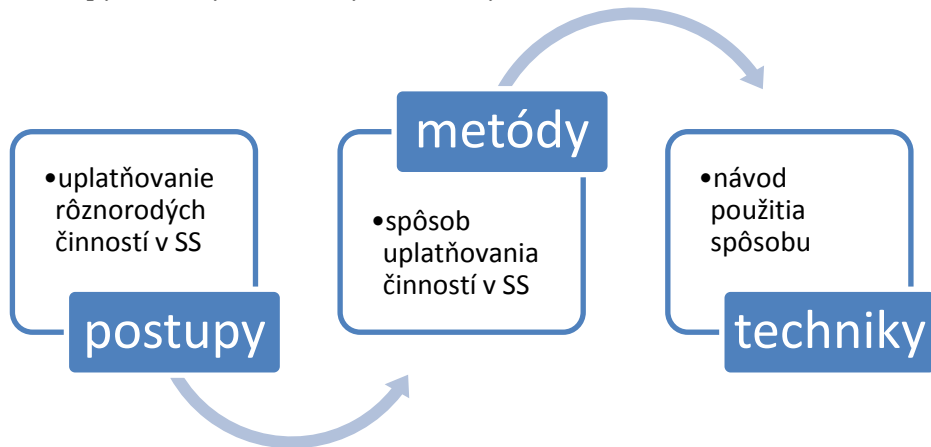 •uplatňovanie
rôznorodých
činností v SS
postupy
metódy
•spôsob
uplatňovania
činností v SS
•návod
použitia
spôsobu
techniky